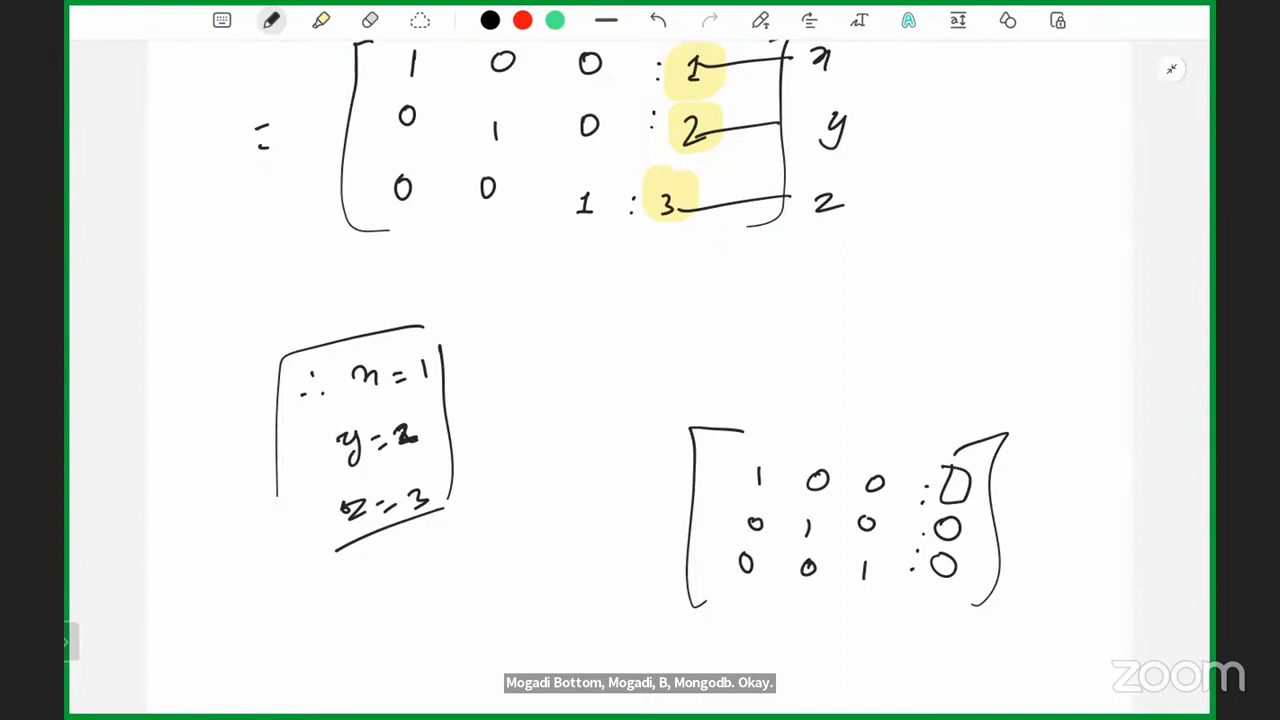 1 0 0 : 1 x
= 0 1 0 : 2 y
0 0 1 : 3 z
∴ x = 1
y = 2
z = 3
1 0 0 : 0
0 1 0 : 0
0 0 1 : 0
Mogadi Bottom, Mogadi, B, Mongodb. Okay.
zoom